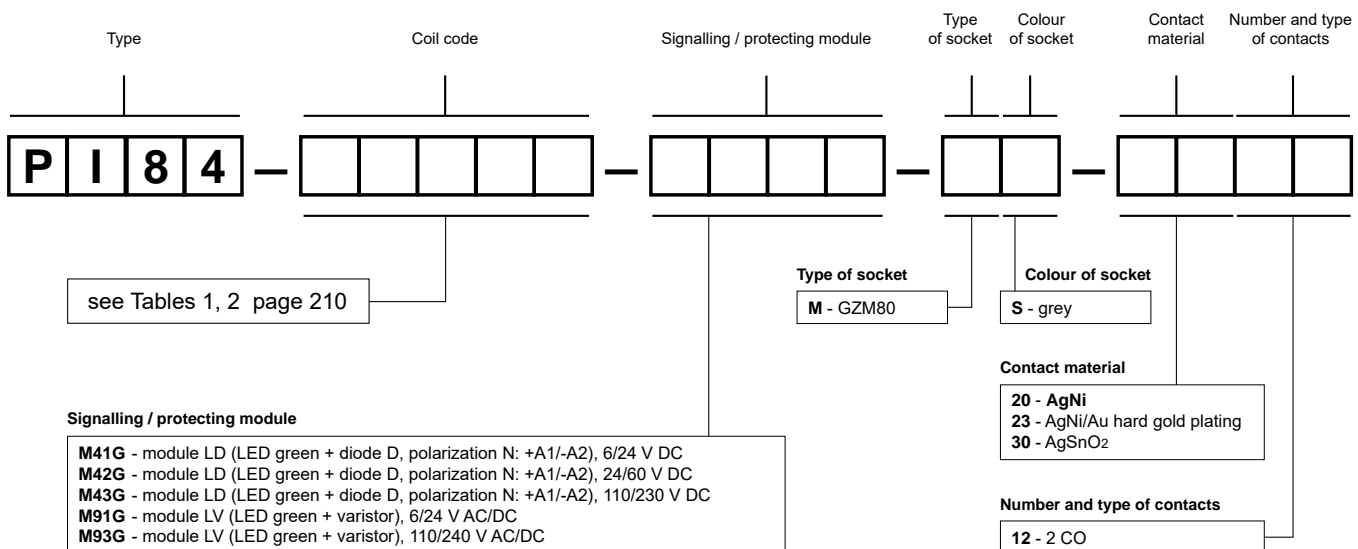 Type
Coil code
Signalling / protecting module
Type
of socket
Colour
of socket
Contact
material
Number and type
of contacts
P I 8 4 – – – –
see Tables 1, 2 page 210
Type of socket
M - GZM80
Colour of socket
S - grey
Contact material
20 - AgNi
23 - AgNi/Au hard gold plating
30 - AgSnO2
Signalling / protecting module
M41G - module LD (LED green + diode D, polarization N: +A1/-A2), 6/24 V DC
M42G - module LD (LED green + diode D, polarization N: +A1/-A2), 24/60 V DC
M43G - module LD (LED green + diode D, polarization N: +A1/-A2), 110/230 V DC
M91G - module LV (LED green + varistor), 6/24 V AC/DC
M93G - module LV (LED green + varistor), 110/240 V AC/DC
Number and type of contacts
12 - 2 CO